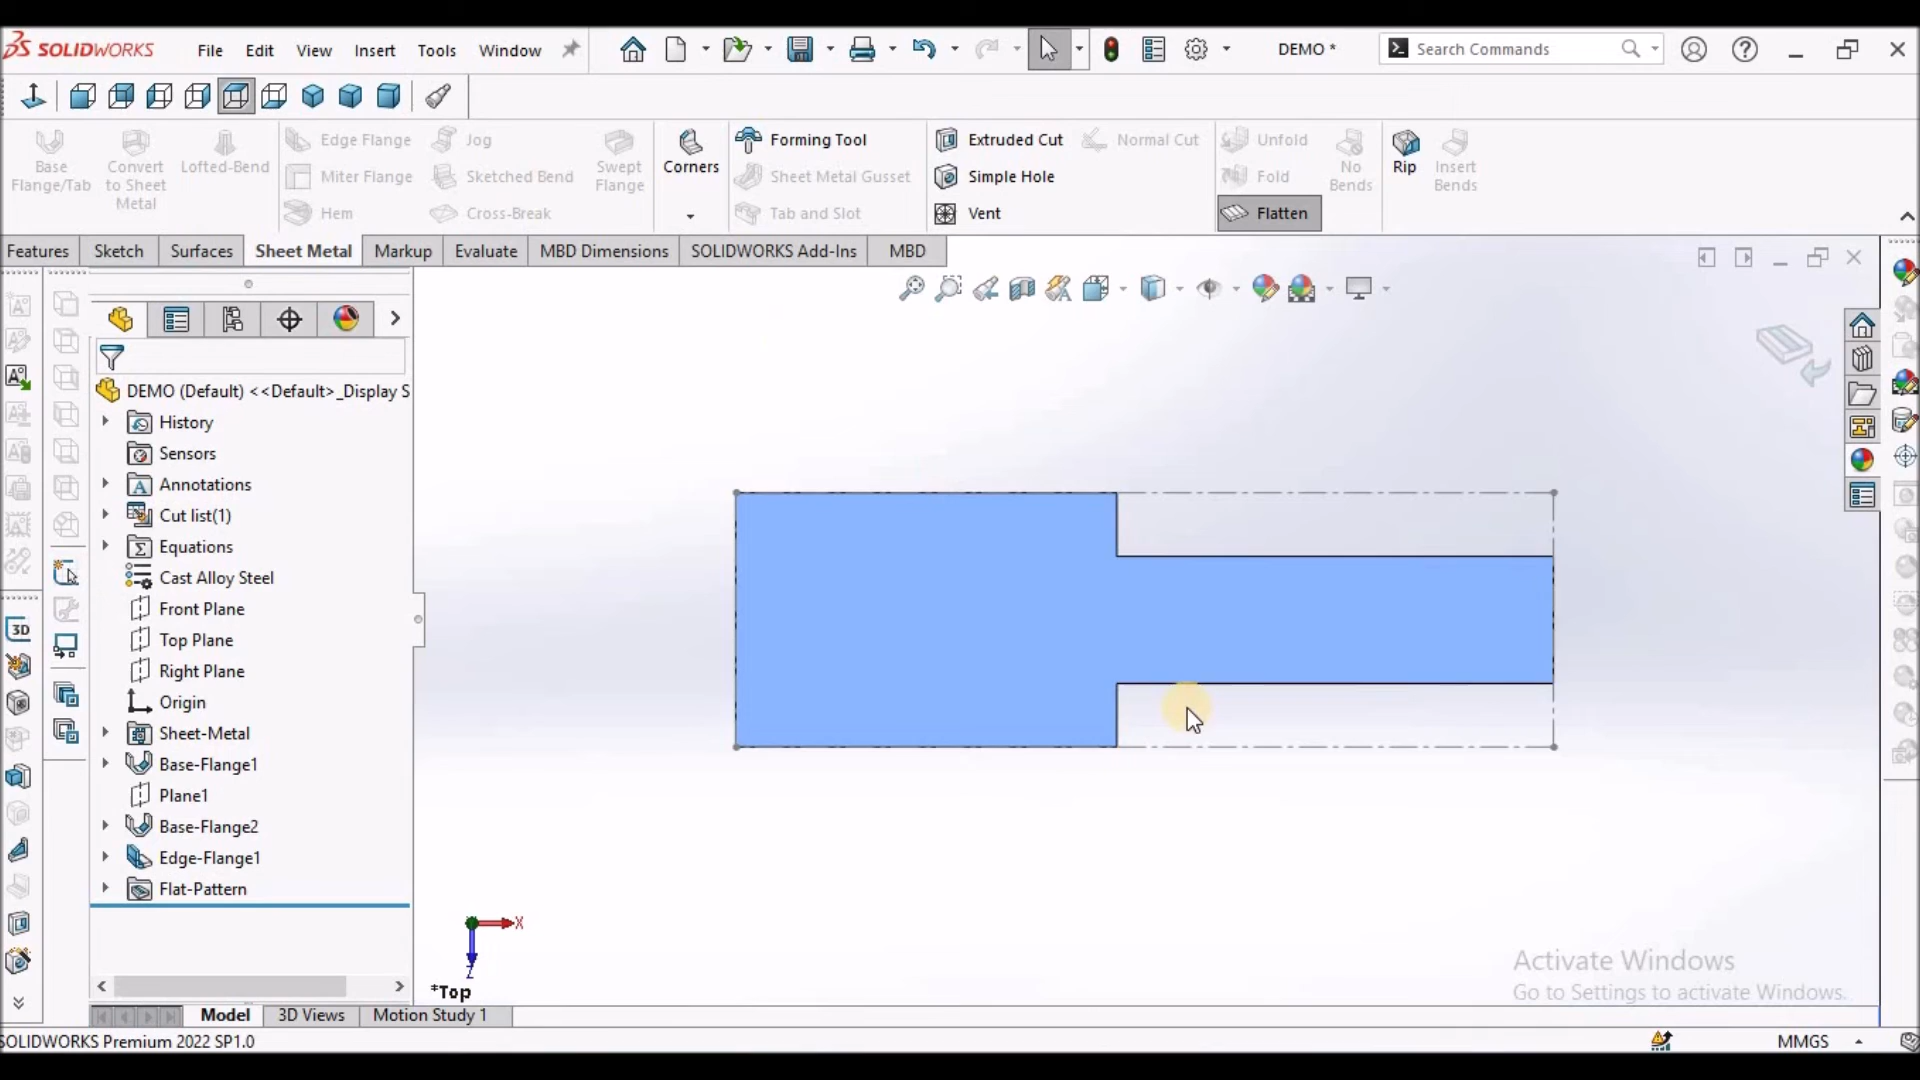 SOLIDWORKS File Edit View Insert Tools Window DEMO * Search Commands
Base Flange/Tab
Convert to Sheet Metal
Lofted-Bend
Edge Flange
Miter Flange
Hem
Jog
Sketched Bend
Cross-Break
Swept Flange
Corners
Forming Tool
Sheet Metal Gusset
Tab and Slot
Extruded Cut
Simple Hole
Vent
Normal Cut
Unfold
Fold
Flatten
No Bends
Rip
Insert Bends
Features Sketch Surfaces Sheet Metal Markup Evaluate MBD Dimensions SOLIDWORKS Add-Ins MBD
DEMO (Default) <<Default>_Display S
History
Sensors
Annotations
Cut list(1)
Equations
Cast Alloy Steel
Front Plane
Top Plane
Right Plane
Origin
Sheet-Metal
Base-Flange1
Plane1
Base-Flange2
Edge-Flange1
Flat-Pattern
3D
X
Z
*Top
Activate Windows
Go to Settings to activate Windows.
Model 3D Views Motion Study 1
SOLIDWORKS Premium 2022 SP1.0 MMGS